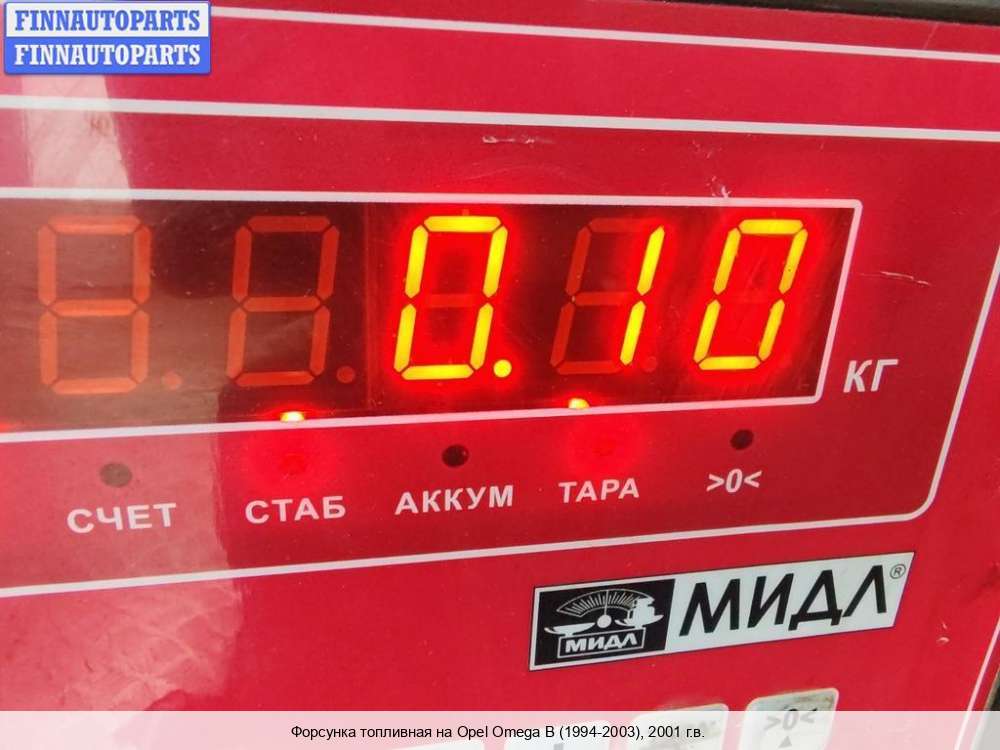 FINNAUTOPARTS
FINNAUTOPARTS
0.10
КГ
СЧЕТ СТАБ АККУМ ТАРА >0<
МИДЛ МИДЛ®
>0<
Форсунка топливная на Opel Omega B (1994-2003), 2001 г.в.